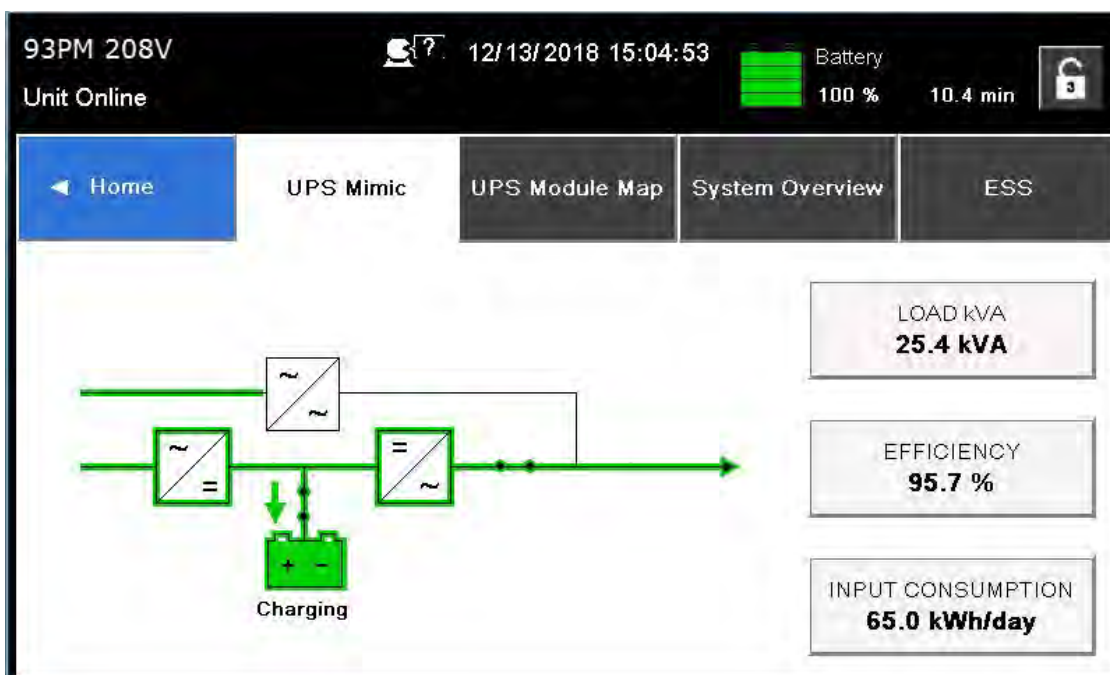 93PM 208V
? 12/13/2018 15:04:53
Battery
Unit Online
100 % 10.4 min
3
◄ Home
UPS Mimic
UPS Module Map
System Overview
ESS
LOAD kVA
25.4 kVA
~
~
EFFICIENCY
95.7 %
~
=
=
~
+ -
Charging
INPUT CONSUMPTION
65.0 kWh/day